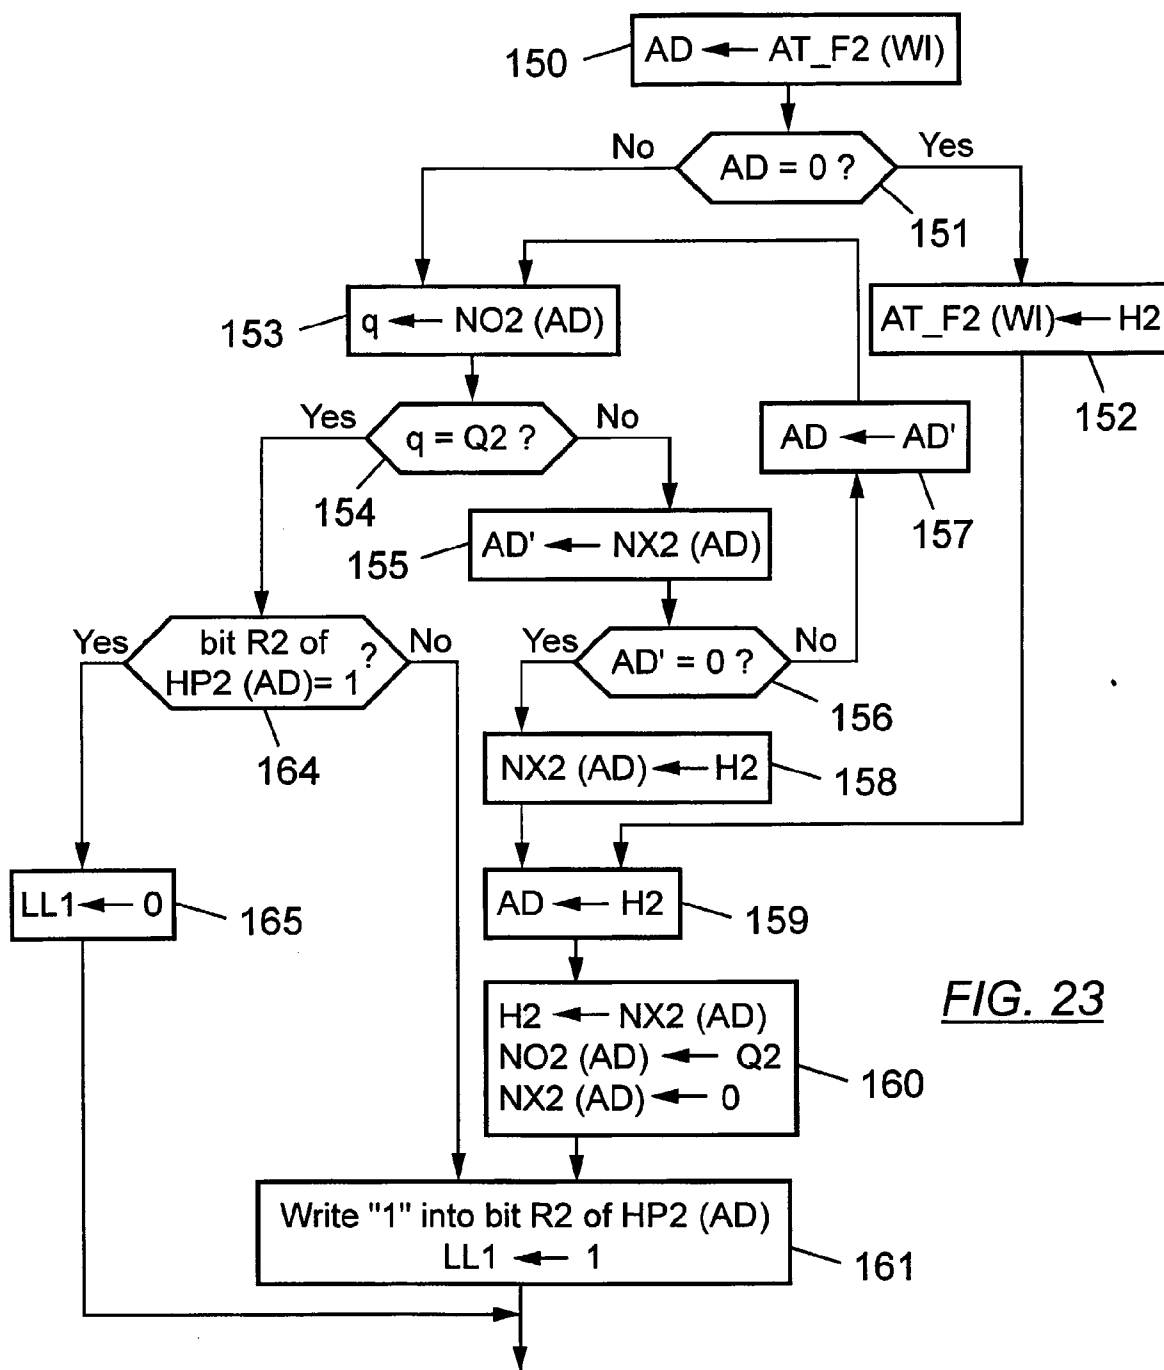 150
AD ← AT_F2 (WI)
No
AD = 0 ?
Yes
151
153
q ← NO2 (AD)
AT_F2 (WI) ← H2
152
Yes
q = Q2 ?
No
154
AD ← AD'
157
155
AD' ← NX2 (AD)
Yes
bit R2 of
HP2 (AD)= 1 ?
No
164
Yes
AD' = 0 ?
No
156
NX2 (AD) ← H2
158
LL1 ← 0
165
AD ← H2
159
H2 ← NX2 (AD)
NO2 (AD) ← Q2
NX2 (AD) ← 0
160
FIG. 23
Write "1" into bit R2 of HP2 (AD)
LL1 ← 1
161